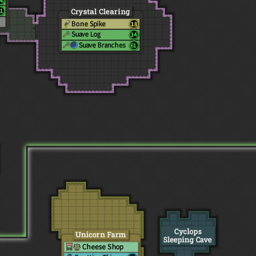 Crystal Clearing
Bone Spike
Suave Log
Suave Branches
Unicorn Farm
Cheese Shop
Cyclops
Sleeping Cave